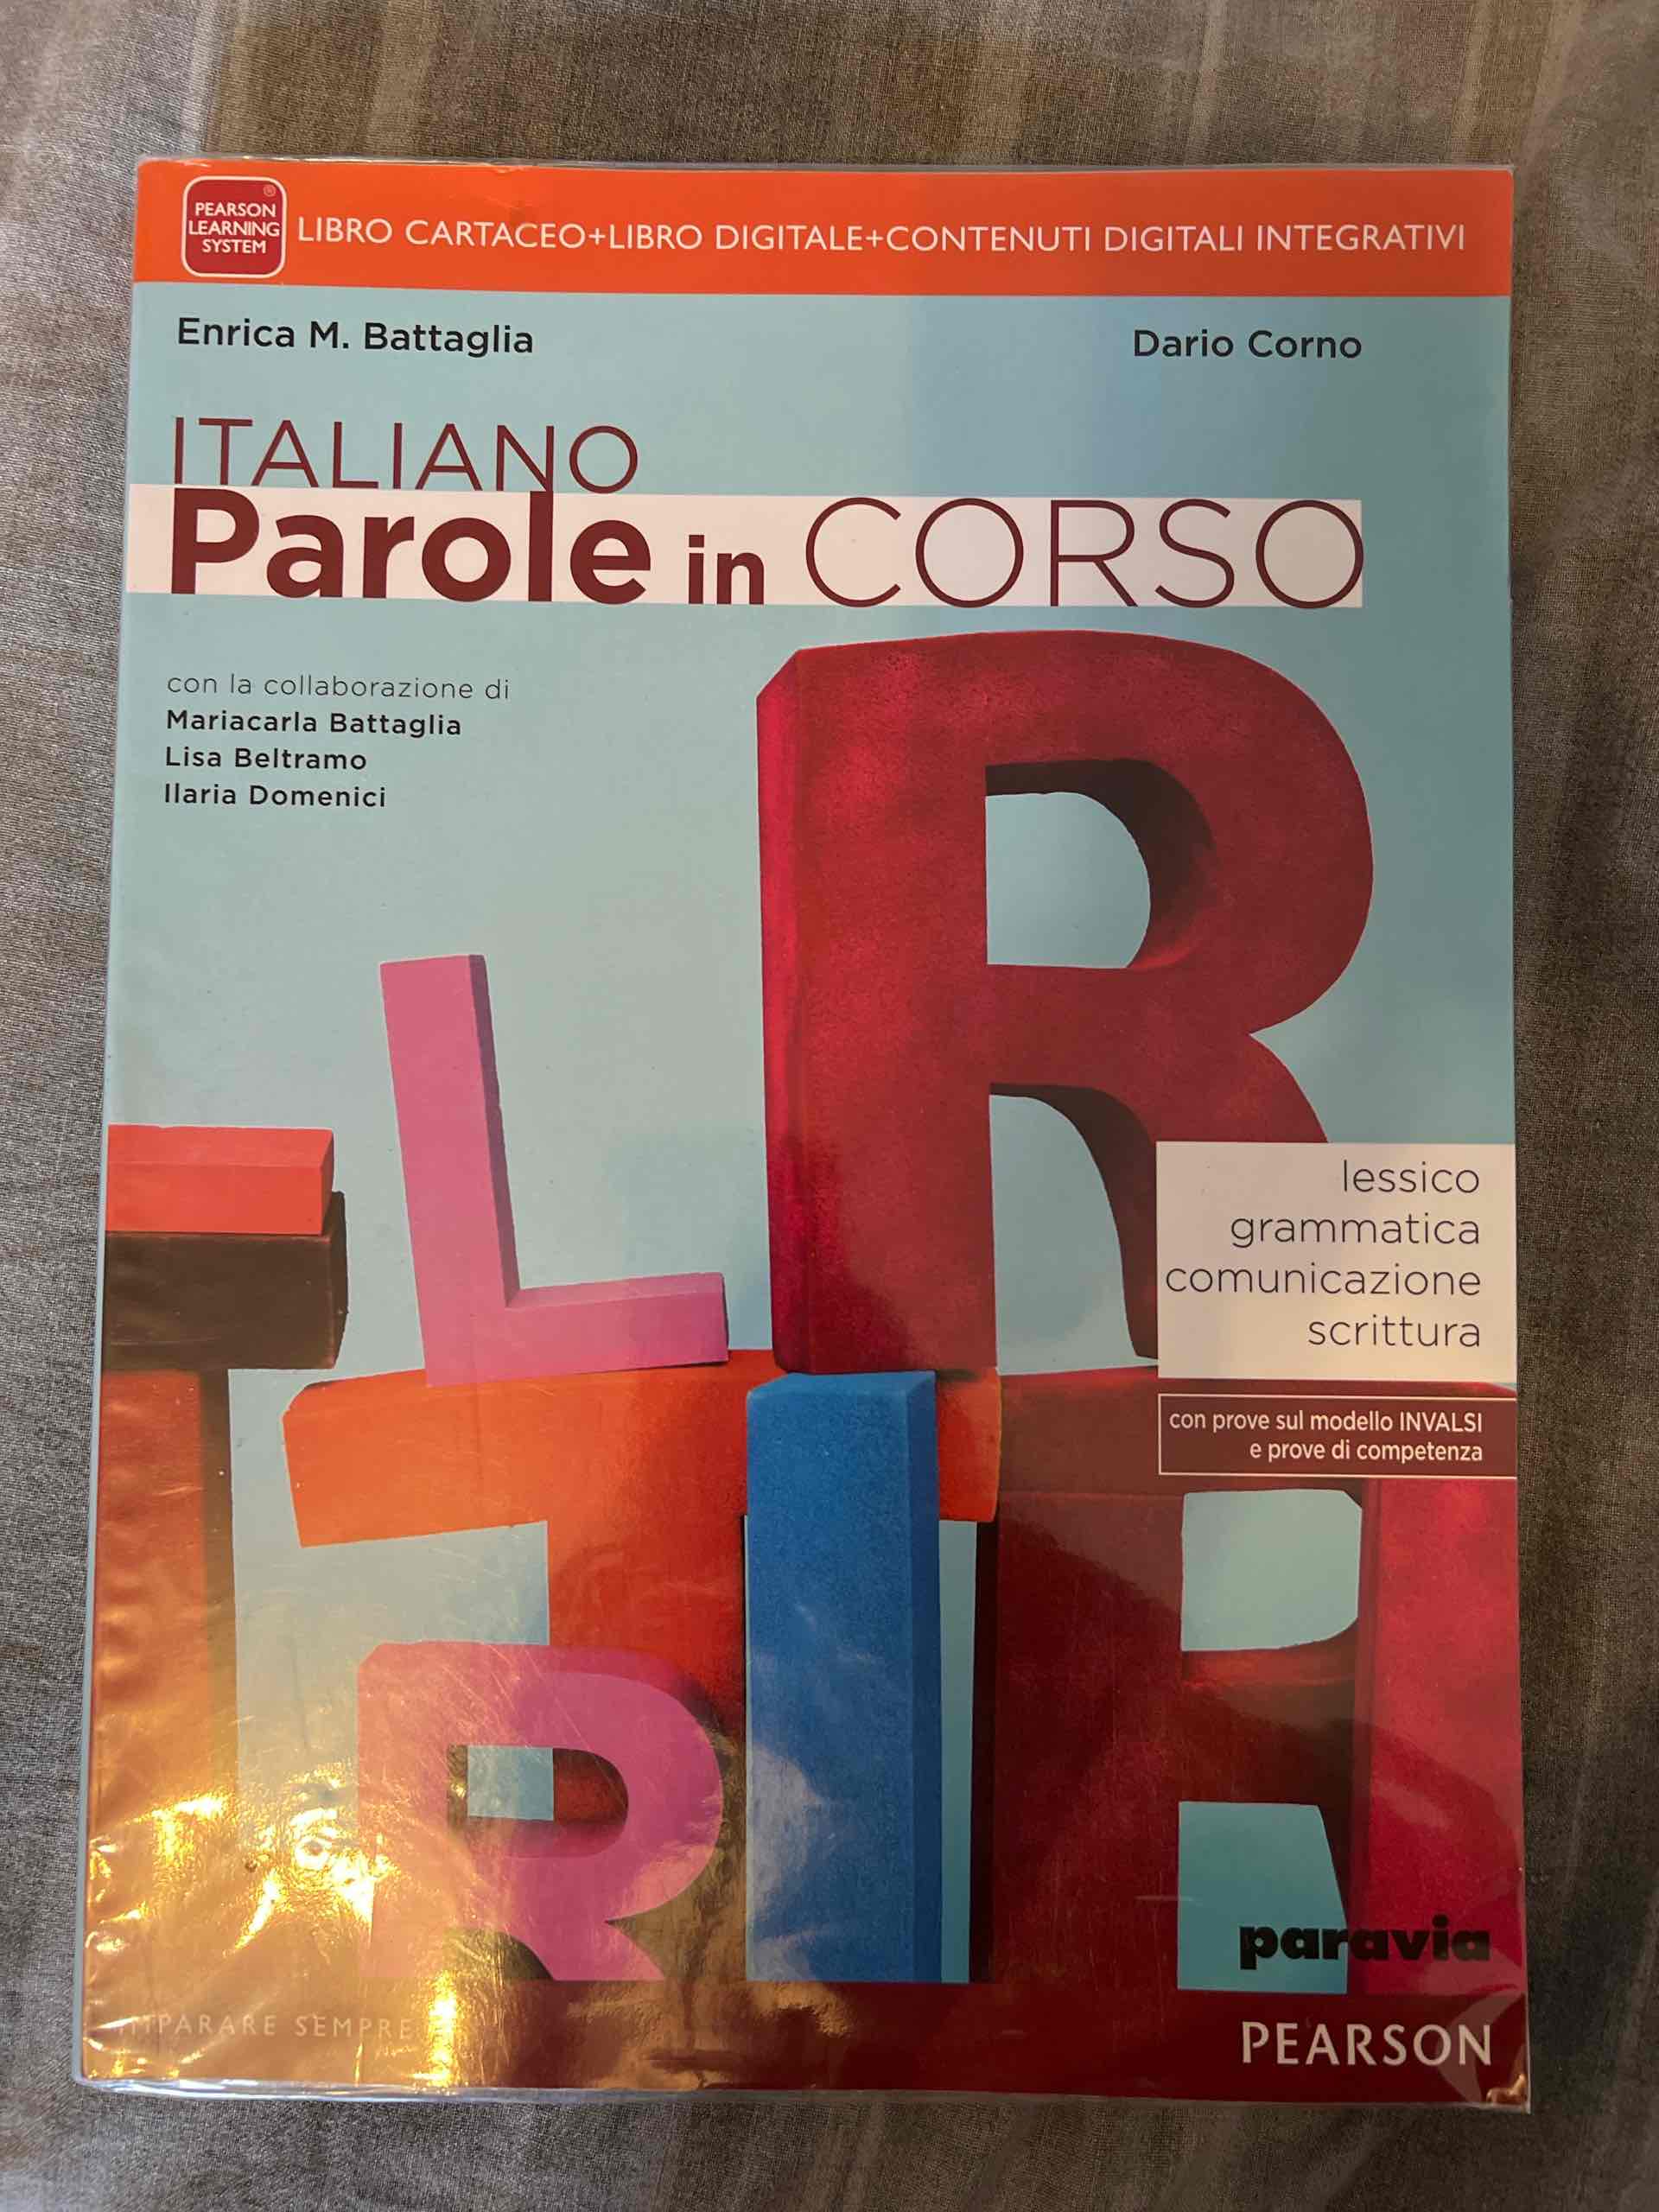 PEARSON
LEARNING
SYSTEM
®
LIBRO CARTACEO+LIBRO DIGITALE+CONTENUTI DIGITALI INTEGRATIVI
Enrica M. Battaglia
Dario Corno
ITALIANO
Parole in CORSO
con la collaborazione di
Mariacarla Battaglia
Lisa Beltramo
Ilaria Domenici
lessico
grammatica
comunicazione
scrittura
con prove sul modello INVALSI
e prove di competenza
paravia
IMPARARE SEMPRE
PEARSON